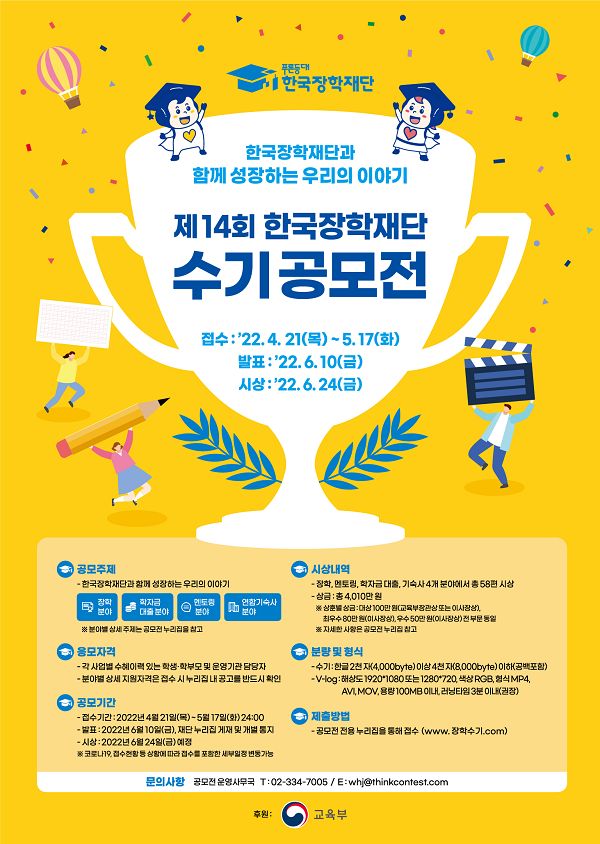 푸른등대
한국장학재단
한국장학재단과
함께 성장하는 우리의 이야기
제14회 한국장학재단
수기 공모전
접수 : ’22. 4. 21(목) ~ 5. 17(화)
발표 : ’22. 6. 10(금)
시상 : ’22. 6. 24(금)
공모주제
- 한국장학재단과 함께 성장하는 우리의 이야기
장학
분야
학자금
대출 분야
멘토링
분야
연합기숙사
분야
※ 분야별 상세 주제는 공모전 누리집을 참고
응모자격
- 각 사업별 수혜이력 있는 학생·학부모 및 운영기관 담당자
- 분야별 상세 지원자격은 접수 시 누리집 내 공고를 반드시 확인
공모기간
- 접수기간 : 2022년 4월 21일(목) ~ 5월 17일(화) 24:00
- 발표 : 2022년 6월 10일(금), 재단 누리집 게재 및 개별 통지
- 시상 : 2022년 6월 24일(금) 예정
※ 코로나19, 접수현황 등 상황에 따라 접수를 포함한 세부일정 변동가능
시상내역
- 장학, 멘토링, 학자금 대출, 기숙사 4개 분야에서 총 58편 시상
- 상금 : 총 4,010만 원
※ 상훈별 상금 : 대상 100만 원(교육부장관상 또는 이사장상),
최우수 80만 원(이사장상), 우수 50만 원(이사장상) 전 부문 동일
※ 자세한 사항은 공모전 누리집 참고
분량 및 형식
- 수기 : 한글 2천 자(4,000byte) 이상 4천 자(8,000byte) 이하(공백포함)
- V-log : 해상도 1920*1080 또는 1280*720, 색상 RGB, 형식 MP4,
AVI, MOV, 용량 100MB 이내, 러닝타임 3분 이내(권장)
제출방법
- 공모전 전용 누리집을 통해 접수 (www. 장학수기.com)
문의사항 공모전 운영사무국 T : 02-334-7005 / E : whj@thinkcontest.com
후원 : 교육부